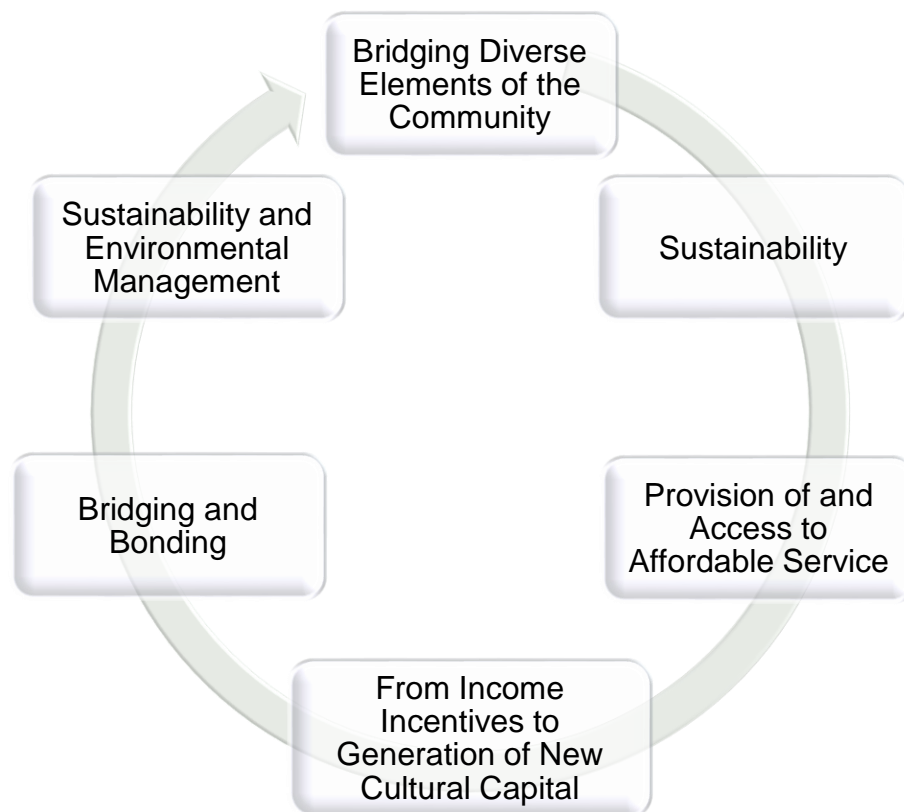 Bridging Diverse
Elements of the
Community
Sustainability
Provision of and
Access to
Affordable Service
From Income
Incentives to
Generation of New
Cultural Capital
Bridging and
Bonding
Sustainability and
Environmental
Management